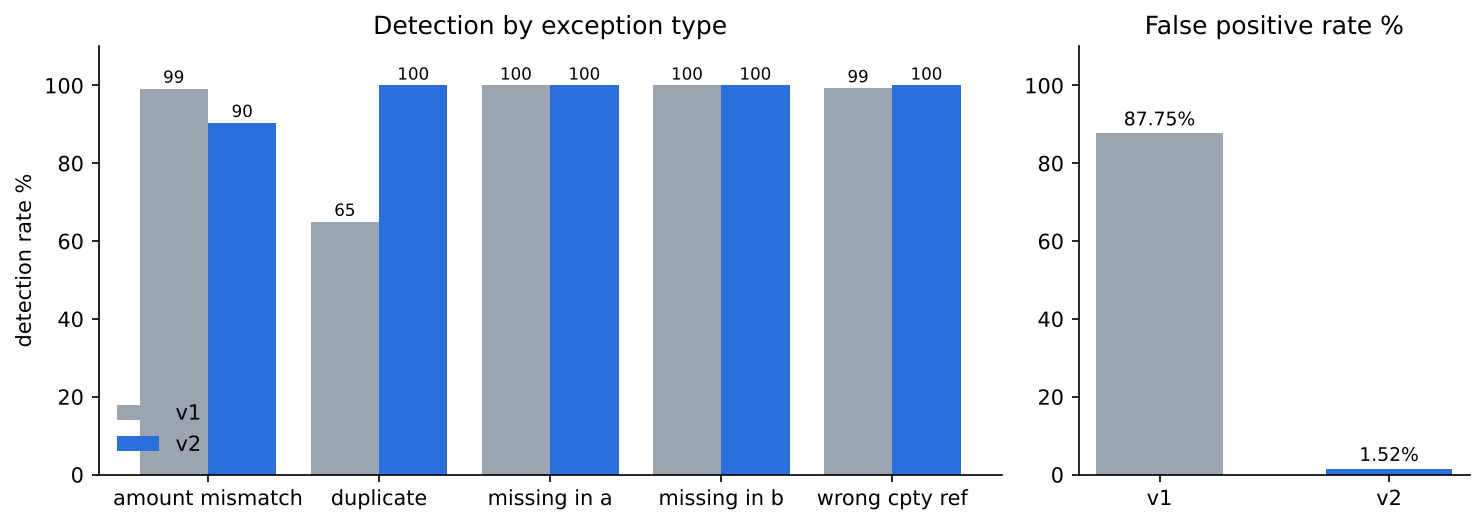 Detection by exception type
detection rate %
100
80
60
40
20
0
99
90
65
100
100
100
100
100
99
100
v1
v2
amount mismatch
duplicate
missing in a
missing in b
wrong cpty ref
False positive rate %
100
80
60
40
20
0
87.75%
1.52%
v1
v2